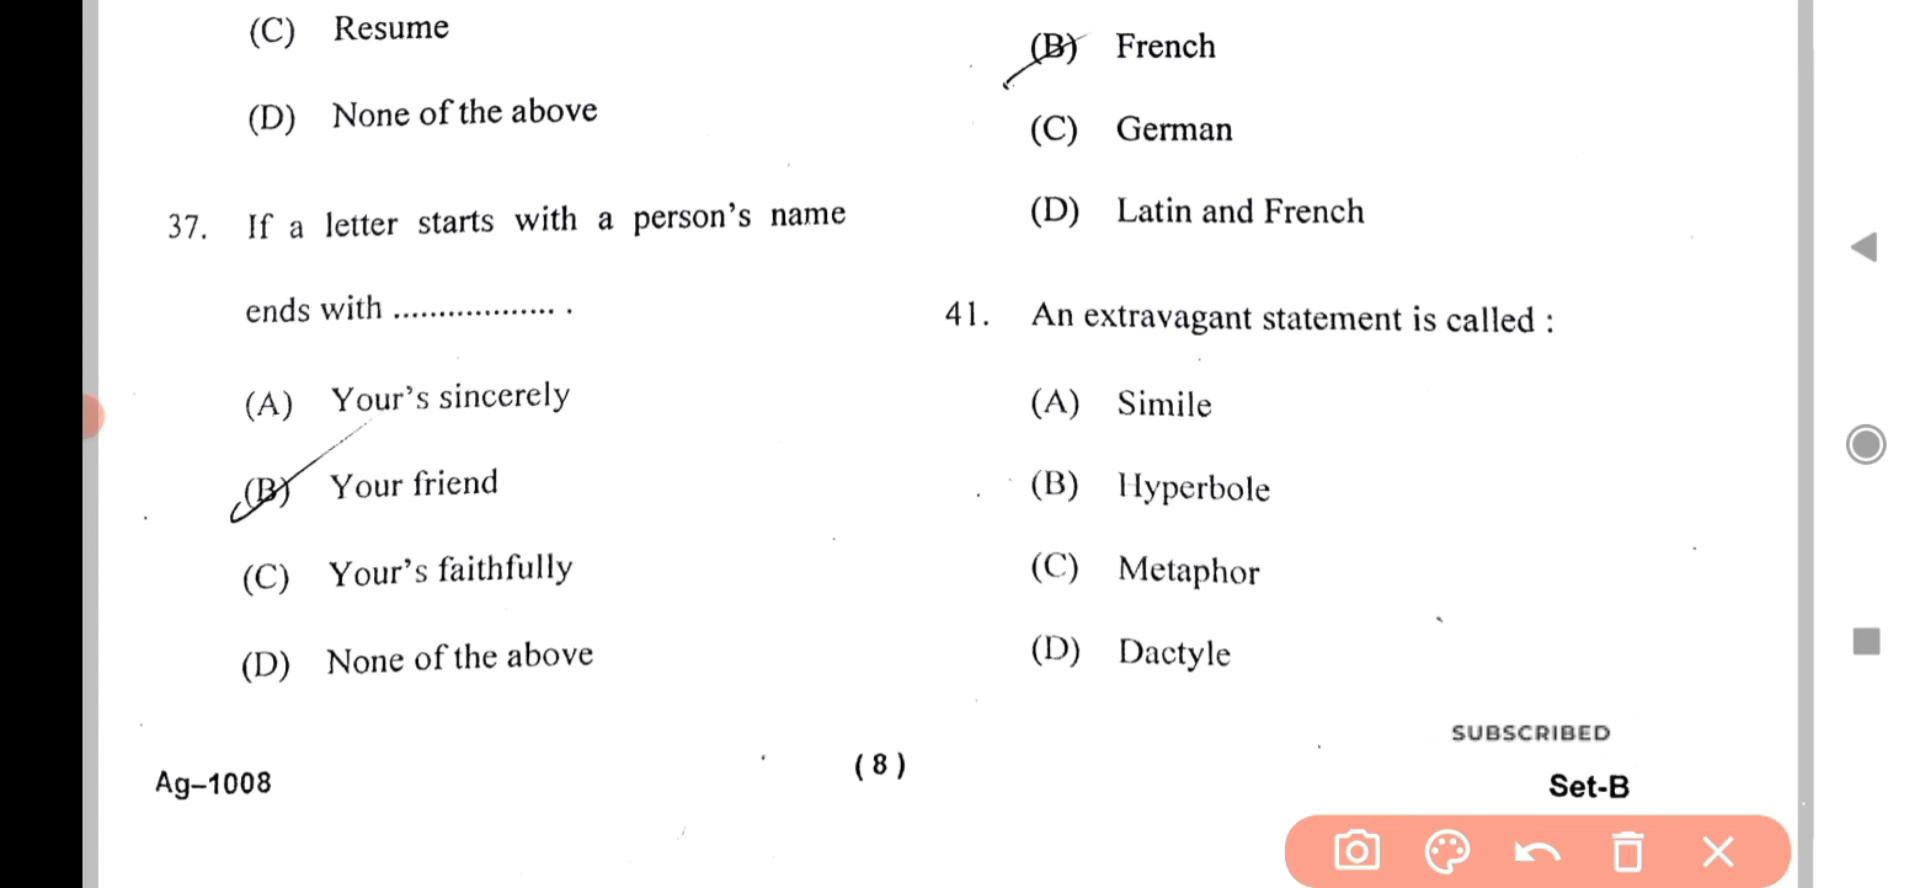 (C) Resume
(D) None of the above
37. If a letter starts with a person's name
ends with .................. .
(A) Your's sincerely
(B) Your friend
(C) Your's faithfully
(D) None of the above
(B) French
(C) German
(D) Latin and French
41. An extravagant statement is called :
(A) Simile
(B) Hyperbole
(C) Metaphor
(D) Dactyle
SUBSCRIBED
Ag–1008
( 8 )
Set-B